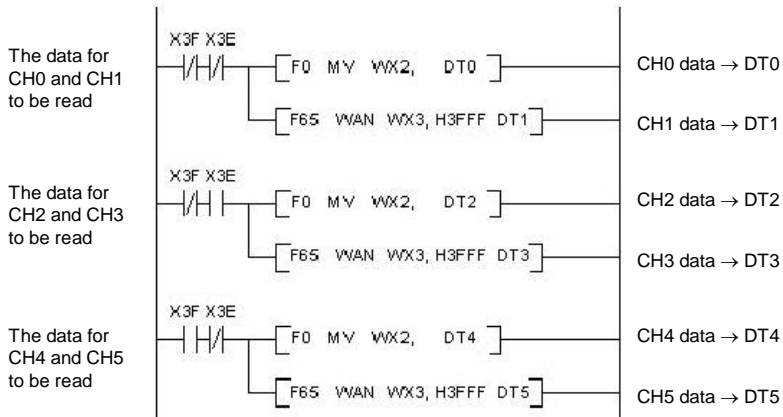 X3F X3E
The data for
CH0 and CH1
to be read
F0 MV WX2, DT0
CH0 data → DT0
F65 WAN WX3, H3FFF DT1
CH1 data → DT1
X3F X3E
The data for
CH2 and CH3
to be read
F0 MV WX2, DT2
CH2 data → DT2
F65 WAN WX3, H3FFF DT3
CH3 data → DT3
X3F X3E
The data for
CH4 and CH5
to be read
F0 MV WX2, DT4
CH4 data → DT4
F65 WAN WX3, H3FFF DT5
CH5 data → DT5